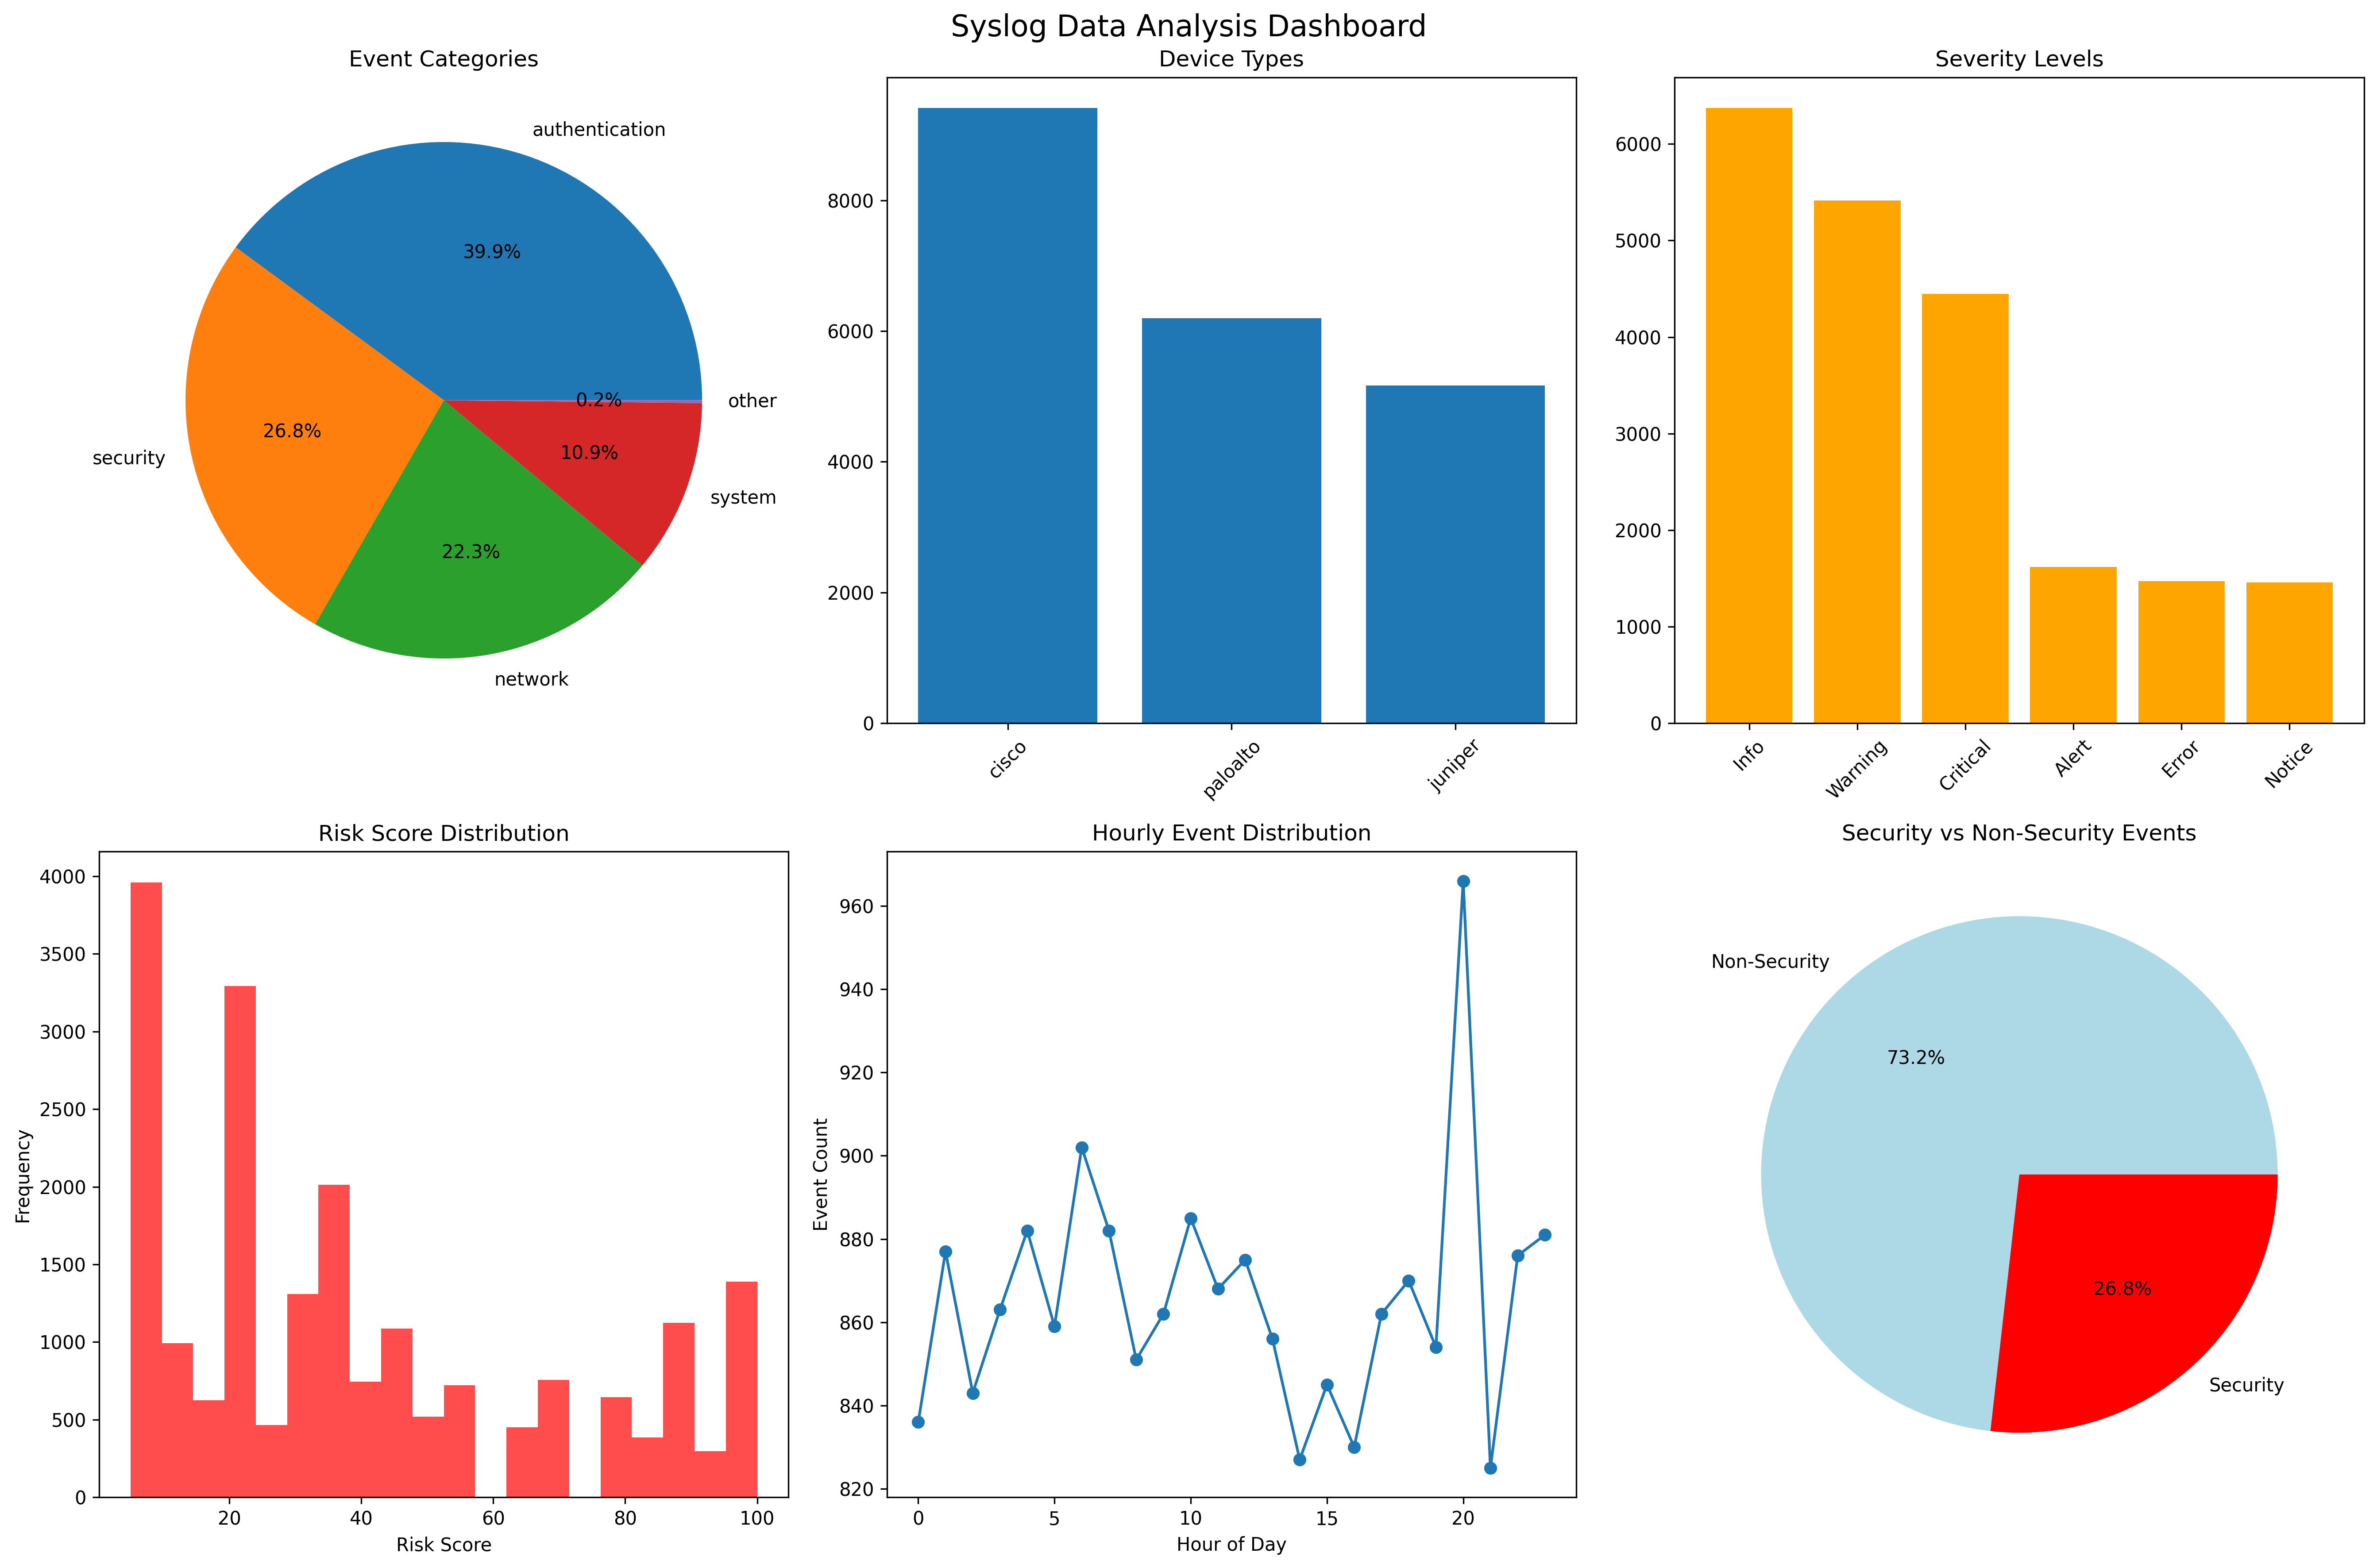 Syslog Data Analysis Dashboard
Event Categories
authentication
39.9%
security
26.8%
network
22.3%
system
10.9%
other
0.2%
Device Types
8000
6000
4000
2000
0
cisco
paloalto
juniper
Severity Levels
6000
5000
4000
3000
2000
1000
0
Info
Warning
Critical
Alert
Error
Notice
Risk Score Distribution
Frequency
4000
3500
3000
2500
2000
1500
1000
500
0
20
40
60
80
100
Risk Score
Hourly Event Distribution
Event Count
960
940
920
900
880
860
840
820
0
5
10
15
20
Hour of Day
Security vs Non-Security Events
Non-Security
73.2%
26.8%
Security